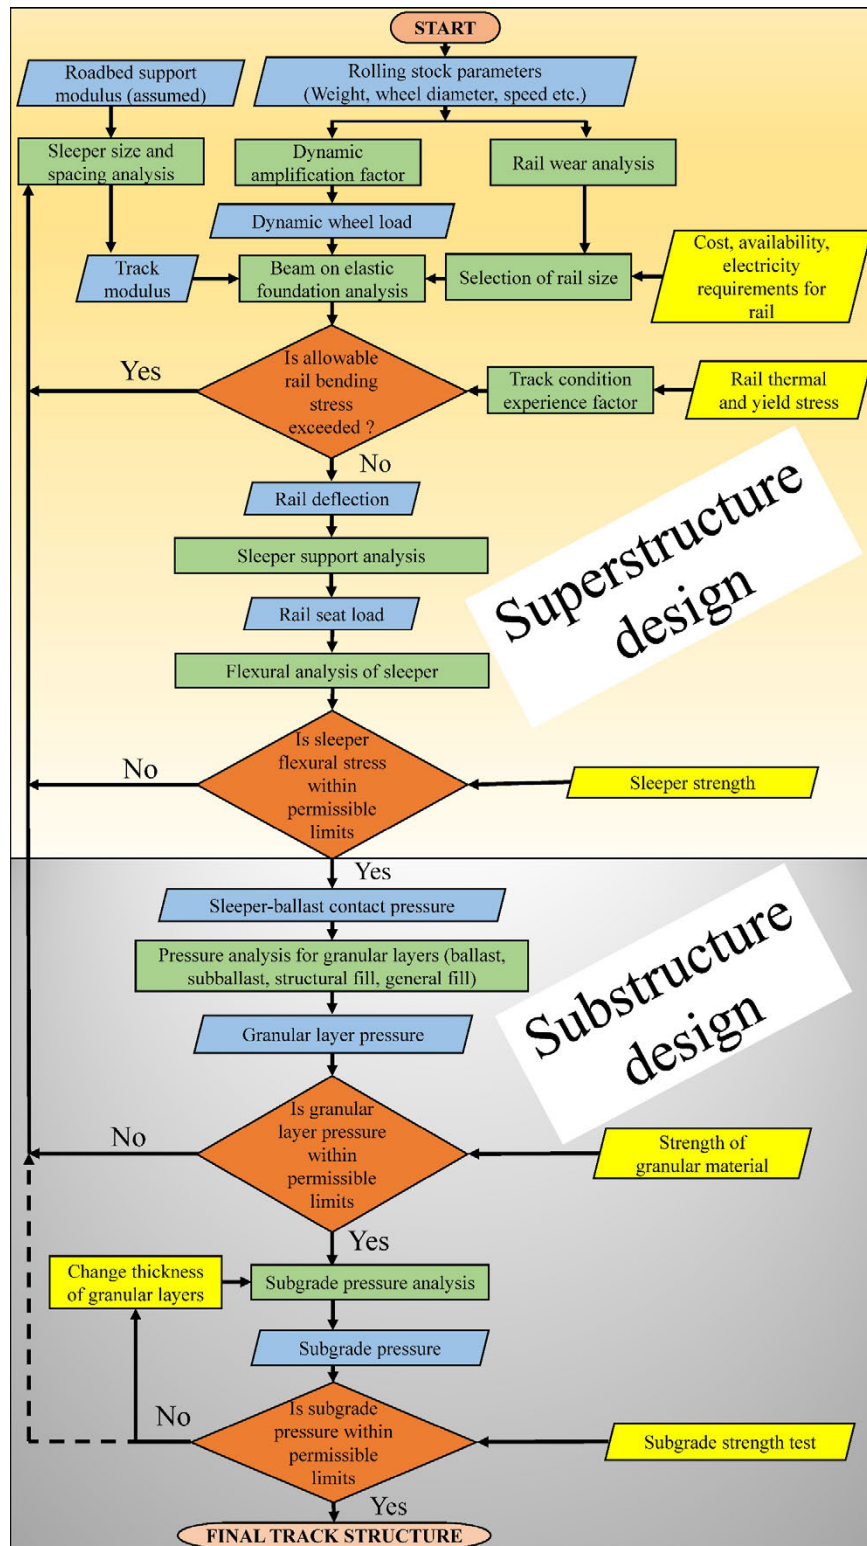 START
Roadbed support
modulus (assumed)
Rolling stock parameters
(Weight, wheel diameter, speed etc.)
Sleeper size and
spacing analysis
Dynamic
amplification factor
Rail wear analysis
Dynamic wheel load
Track
modulus
Beam on elastic
foundation analysis
Selection of rail size
Cost, availability,
electricity
requirements for
rail
Yes
Is allowable
rail bending
stress
exceeded ?
Track condition
experience factor
Rail thermal
and yield stress
No
Rail deflection
Sleeper support analysis
Rail seat load
Flexural analysis of sleeper
Superstructure
design
No
Is sleeper
flexural stress
within
permissible
limits
Sleeper strength
Yes
Sleeper-ballast contact pressure
Pressure analysis for granular layers (ballast,
subballast, structural fill, general fill)
Granular layer pressure
Substructure
design
No
Is granular
layer pressure
within
permissible
limits
Strength of
granular material
Yes
Change thickness
of granular layers
Subgrade pressure analysis
Subgrade pressure
No
Is subgrade
pressure within
permissible
limits
Subgrade strength test
Yes
FINAL TRACK STRUCTURE